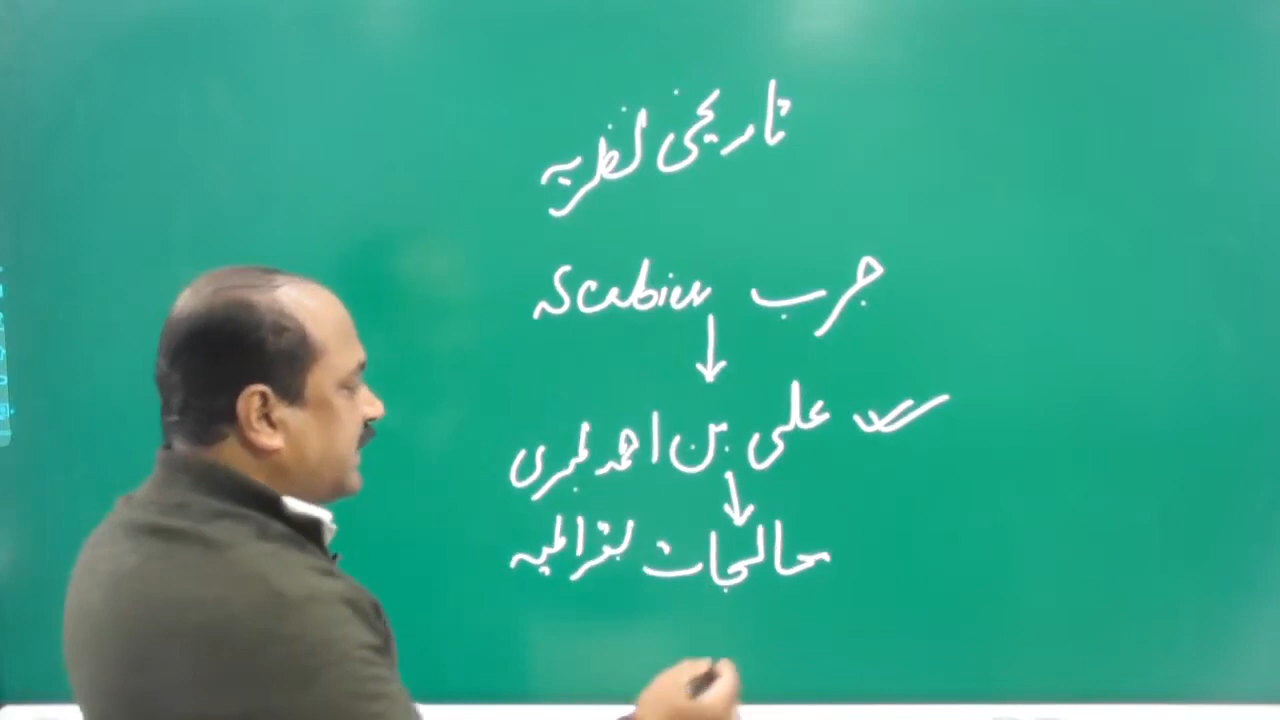 تاریخی نظریہ
جرب Scabies
علی بن احمد طبری
معالجات بقراطیہ